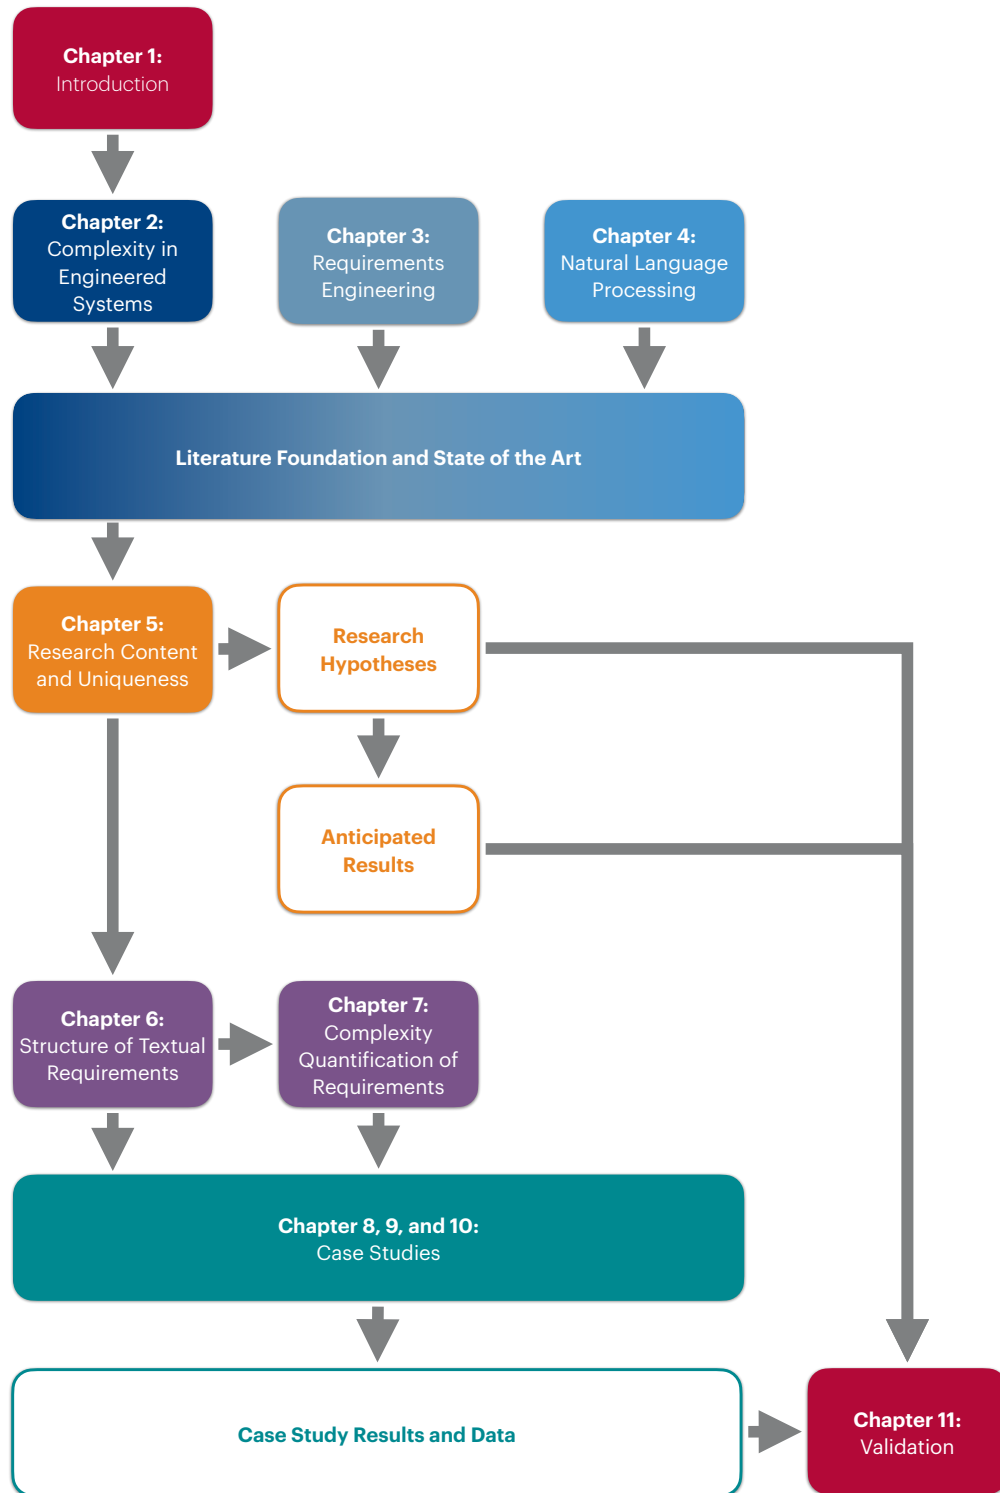 Chapter 1:
Introduction
Chapter 2:
Complexity in
Engineered
Systems
Chapter 3:
Requirements
Engineering
Chapter 4:
Natural Language
Processing
Literature Foundation and State of the Art
Chapter 5:
Research Content
and Uniqueness
Research
Hypotheses
Anticipated
Results
Chapter 6:
Structure of Textual
Requirements
Chapter 7:
Complexity
Quantification of
Requirements
Chapter 8, 9, and 10:
Case Studies
Case Study Results and Data
Chapter 11:
Validation